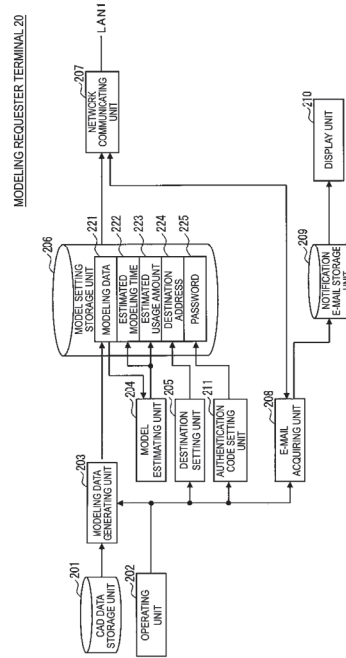 MODELING REQUESTER TERMINAL 20
201
CAD DATA
STORAGE UNIT
202
OPERATING
UNIT
203
MODELING DATA
GENERATING UNIT
204
MODEL
ESTIMATING UNIT
205
DESTINATION
SETTING UNIT
211
AUTHENTICATION
CODE SETTING
UNIT
206
MODEL SETTING
STORAGE UNIT
221
MODELING DATA
222
ESTIMATED
MODELING TIME
223
ESTIMATED
USAGE AMOUNT
224
DESTINATION
ADDRESS
225
PASSWORD
207
NETWORK
COMMUNICATING
UNIT
LAN1
208
E-MAIL
ACQUIRING UNIT
209
NOTIFICATION
E-MAIL STORAGE
UNIT
210
DISPLAY UNIT